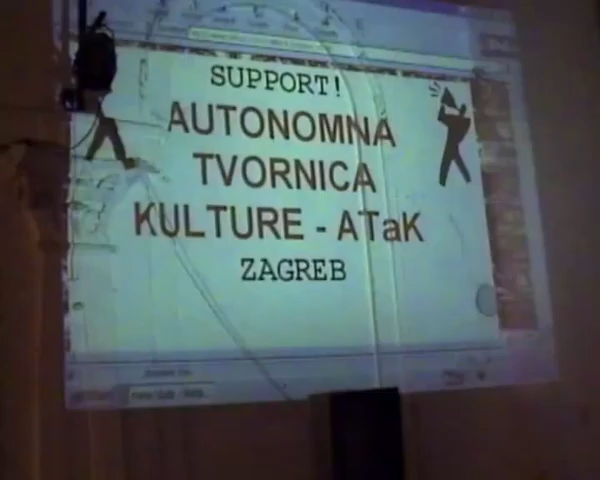 SUPPORT!
AUTONOMNA
TVORNICA
KULTURE - ATaK
ZAGREB